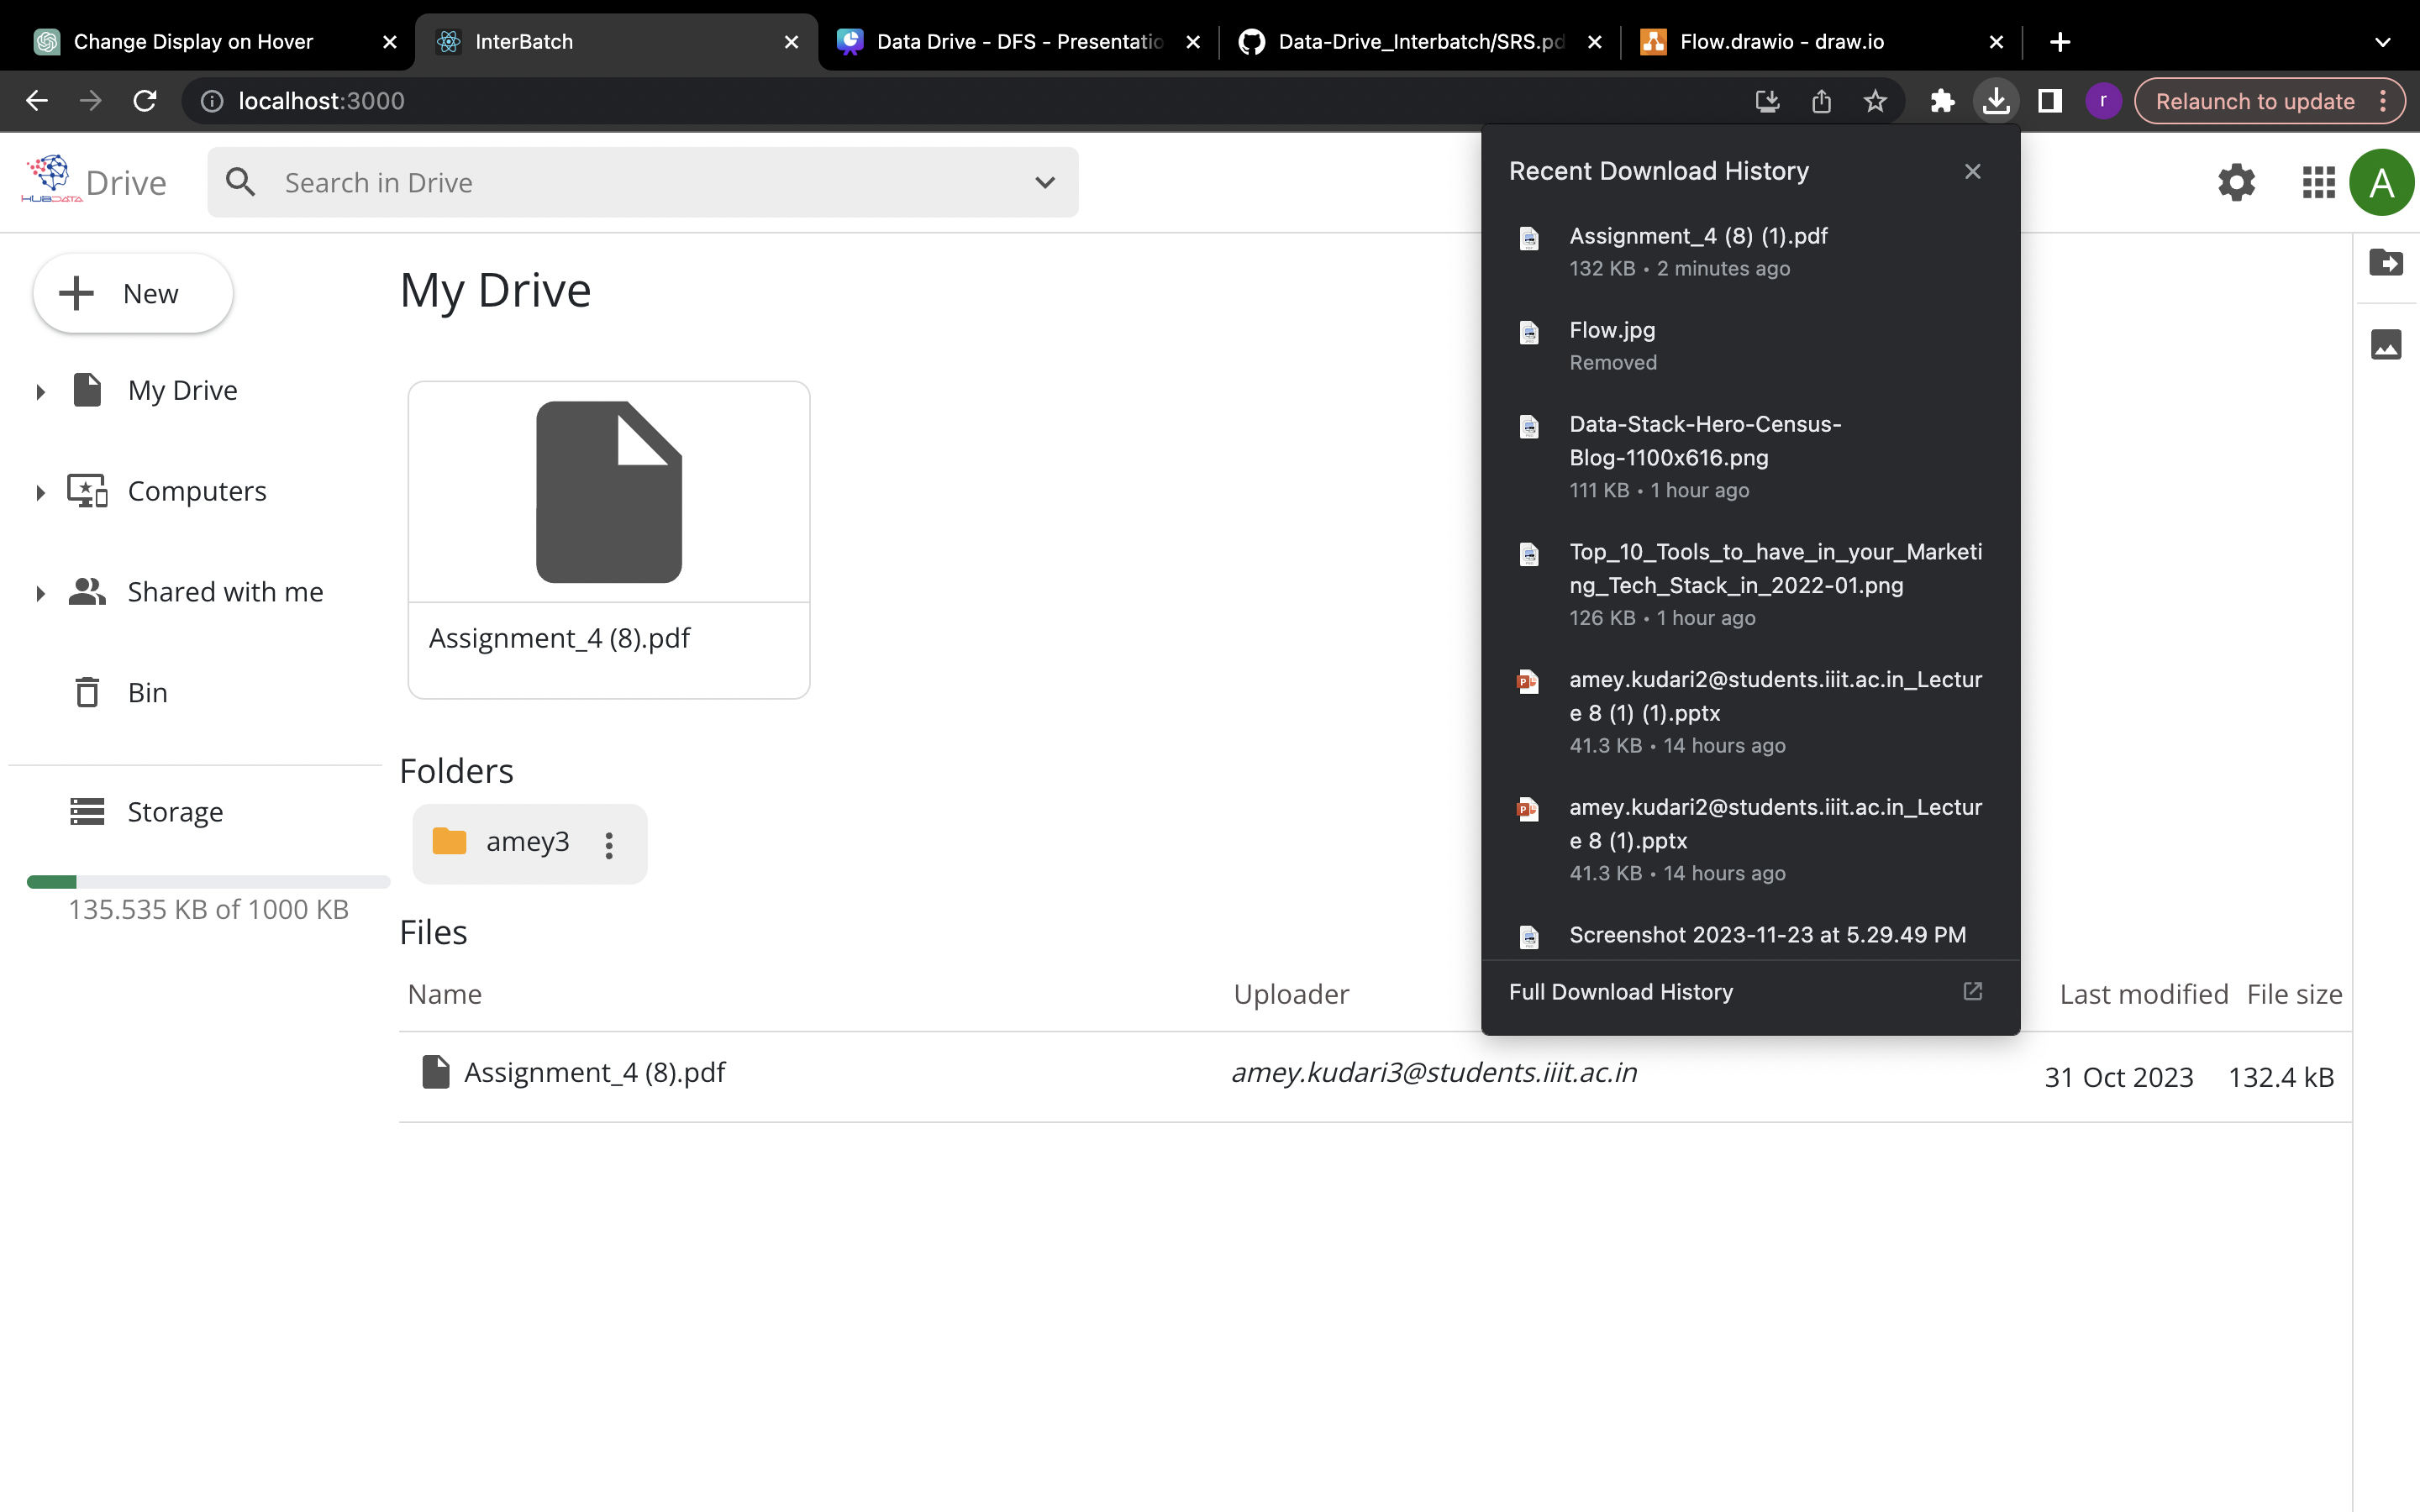 Change Display on Hover
InterBatch
Data Drive - DFS - Presentatio
Data-Drive_Interbatch/SRS.pd
Flow.drawio - draw.io
localhost:3000
r
Relaunch to update
HUBDATA
Drive
Search in Drive
A
New
My Drive
Computers
Shared with me
Bin
Storage
135.535 KB of 1000 KB
My Drive
Assignment_4 (8).pdf
Folders
amey3
Files
Name
Uploader
Last modified
File size
Assignment_4 (8).pdf
amey.kudari3@students.iiit.ac.in
31 Oct 2023
132.4 kB
Recent Download History
Assignment_4 (8) (1).pdf
132 KB • 2 minutes ago
Flow.jpg
Removed
Data-Stack-Hero-Census-
Blog-1100x616.png
111 KB • 1 hour ago
Top_10_Tools_to_have_in_your_Marketi
ng_Tech_Stack_in_2022-01.png
126 KB • 1 hour ago
amey.kudari2@students.iiit.ac.in_Lectur
e 8 (1) (1).pptx
41.3 KB • 14 hours ago
amey.kudari2@students.iiit.ac.in_Lectur
e 8 (1).pptx
41.3 KB • 14 hours ago
Screenshot 2023-11-23 at 5.29.49 PM
Full Download History